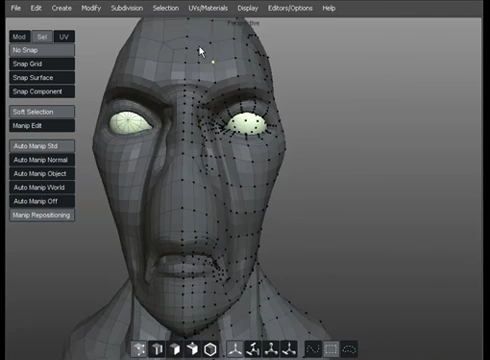 File Edit Create Modify Subdivision Selection UVs/Materials Display Editors/Options Help
Perspective
Mod Sel UV
No Snap
Snap Grid
Snap Surface
Snap Component
Soft Selection
Manip Edit
Auto Manip Std
Auto Manip Normal
Auto Manip Object
Auto Manip World
Auto Manip Off
Manip Repositioning